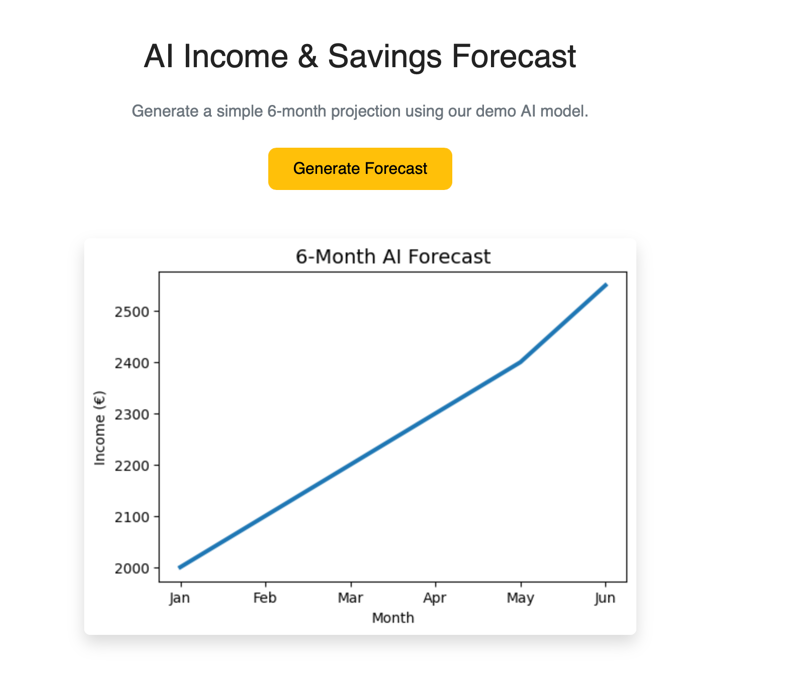 AI Income & Savings Forecast
Generate a simple 6-month projection using our demo AI model.
Generate Forecast
6-Month AI Forecast
Income (€)
2500
2400
2300
2200
2100
2000
Jan Feb Mar Apr May Jun
Month